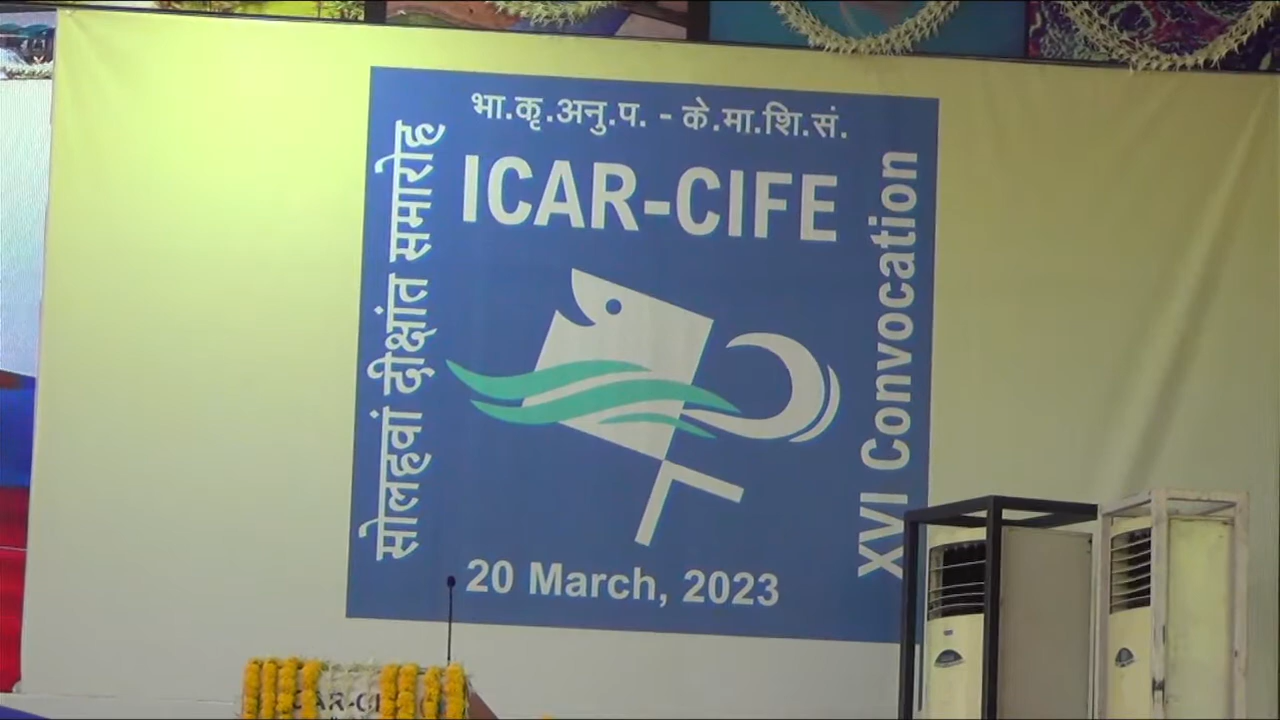 भा.कृ.अनु.प. - के.मा.शि.सं.
ICAR-CIFE
सोलहवां दीक्षांत समारोह
XVI Convocation
20 March, 2023